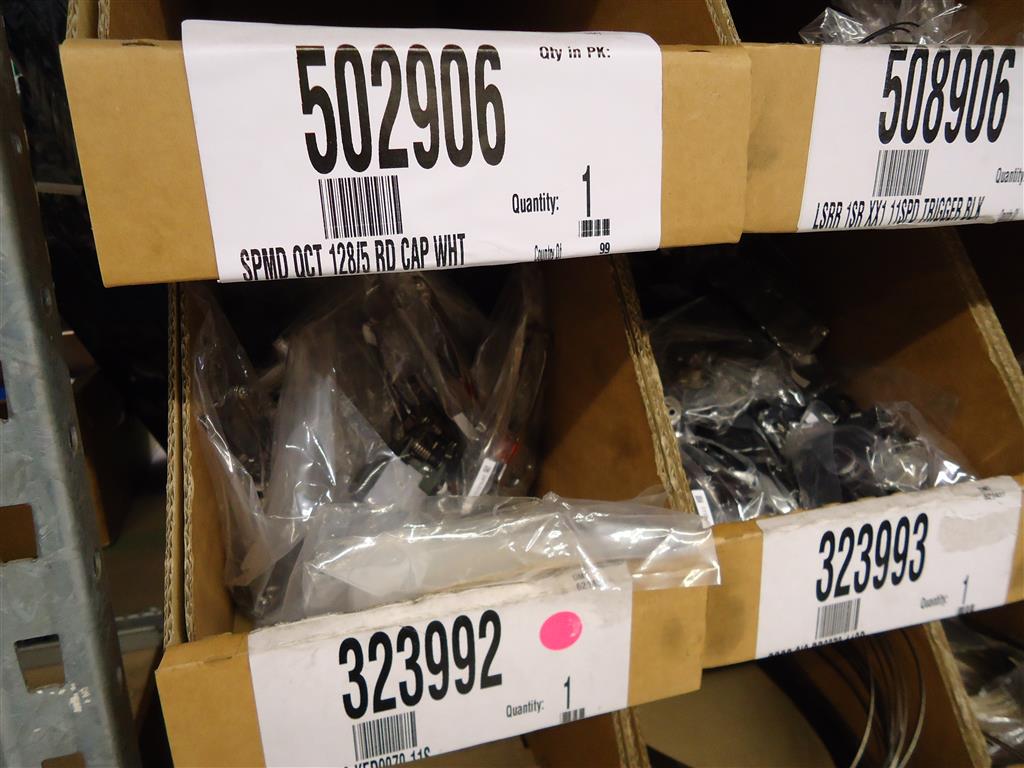 502906
Qty in PK:
Quantity: 1
99
SPMD QCT 128/5 RD CAP WHT
508906
Quantity
LSRR 1SR XX1 11SPD TRIGGER BLK
323992
Quantity: 1
323993
Quantity: 1